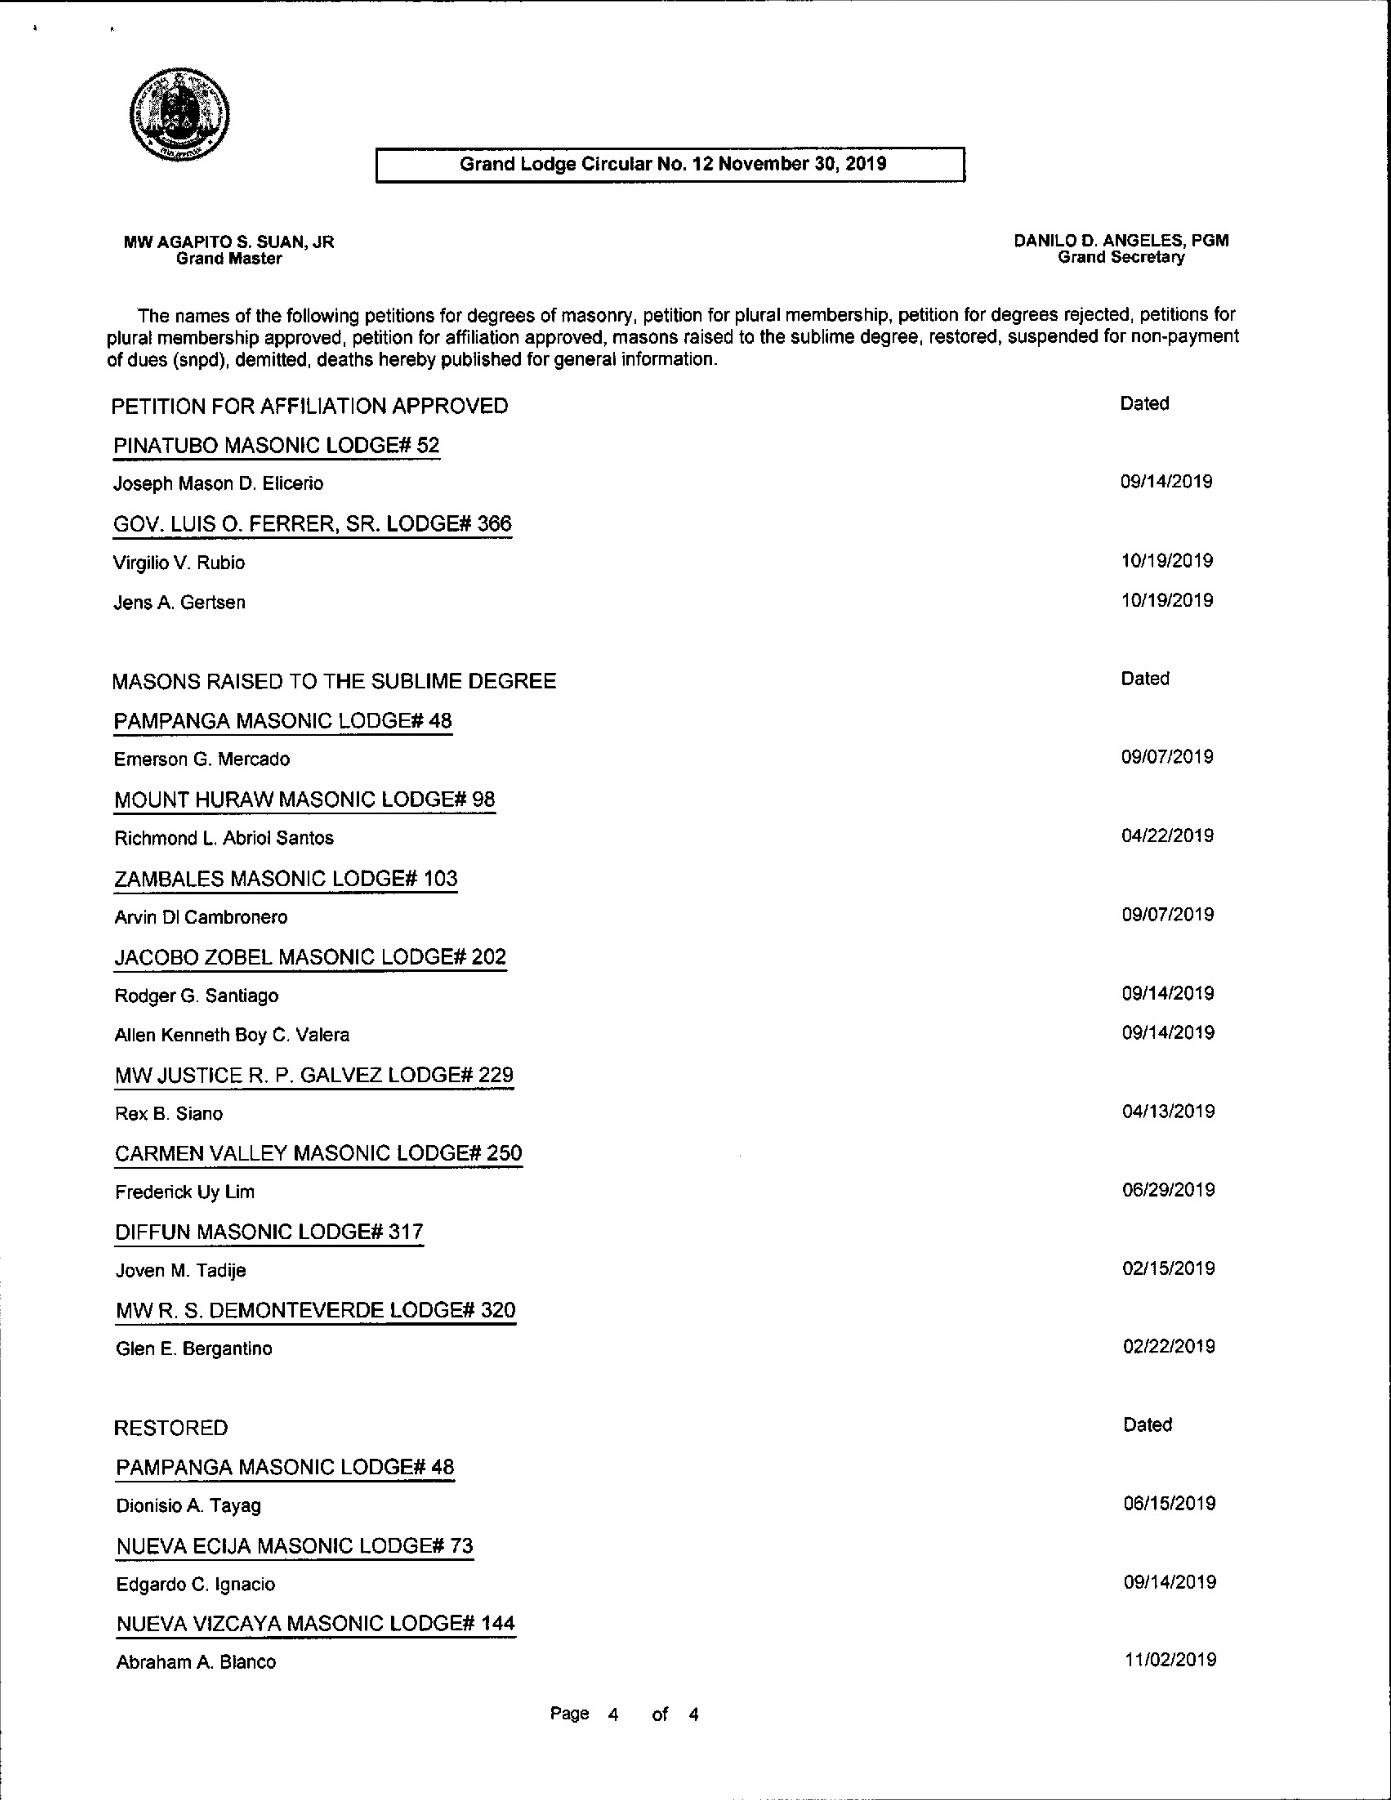 Grand Lodge Circular No. 12 November 30, 2019
MW AGAPITO S. SUAN, JR
Grand Master
DANILO D. ANGELES, PGM
Grand Secretary
The names of the following petitions for degrees of masonry, petition for plural membership, petition for degrees rejected, petitions for
plural membership approved, petition for affiliation approved, masons raised to the sublime degree, restored, suspended for non-payment
of dues (snpd), demitted, deaths hereby published for general information.
PETITION FOR AFFILIATION APPROVED Dated
PINATUBO MASONIC LODGE# 52
Joseph Mason D. Elicerio 09/14/2019
GOV. LUIS O. FERRER, SR. LODGE# 366
Virgilio V. Rubio 10/19/2019
Jens A. Gertsen 10/19/2019
MASONS RAISED TO THE SUBLIME DEGREE Dated
PAMPANGA MASONIC LODGE# 48
Emerson G. Mercado 09/07/2019
MOUNT HURAW MASONIC LODGE# 98
Richmond L. Abriol Santos 04/22/2019
ZAMBALES MASONIC LODGE# 103
Arvin DI Cambronero 09/07/2019
JACOBO ZOBEL MASONIC LODGE# 202
Rodger G. Santiago 09/14/2019
Allen Kenneth Boy C. Valera 09/14/2019
MW JUSTICE R. P. GALVEZ LODGE# 229
Rex B. Siano 04/13/2019
CARMEN VALLEY MASONIC LODGE# 250
Frederick Uy Lim 06/29/2019
DIFFUN MASONIC LODGE# 317
Joven M. Tadije 02/15/2019
MW R. S. DEMONTEVERDE LODGE# 320
Glen E. Bergantino 02/22/2019
RESTORED Dated
PAMPANGA MASONIC LODGE# 48
Dionisio A. Tayag 06/15/2019
NUEVA ECIJA MASONIC LODGE# 73
Edgardo C. Ignacio 09/14/2019
NUEVA VIZCAYA MASONIC LODGE# 144
Abraham A. Blanco 11/02/2019
Page 4 of 4